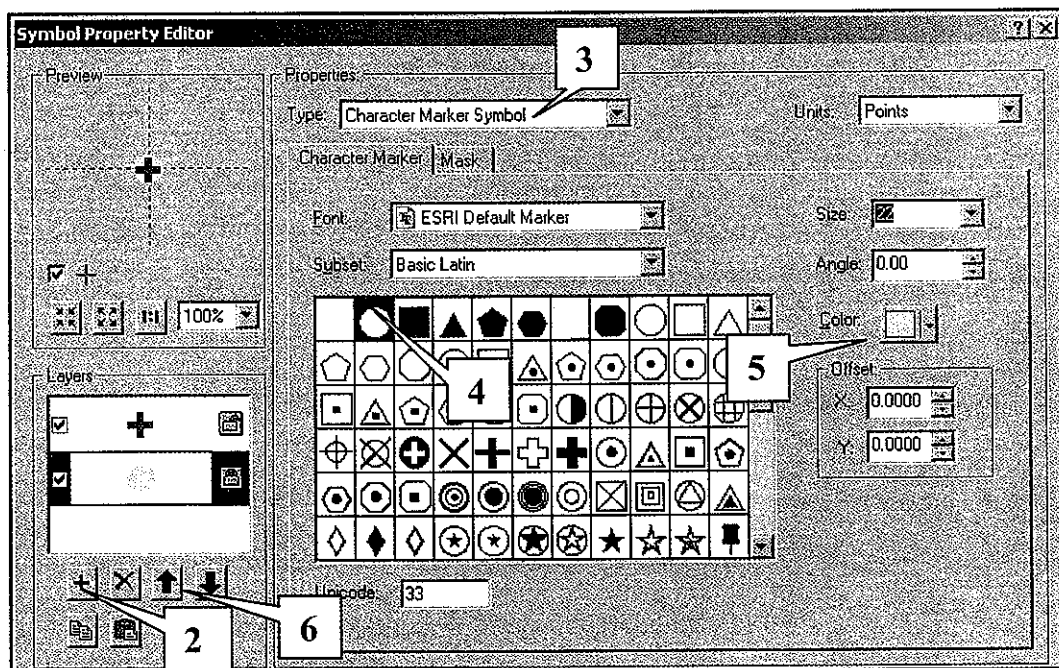 Symbol Property Editor
3
Preview
Properties:
Type: Character Marker Symbol
Units: Points
Character Marker
Mask
Font: ESRI Default Marker
Size:
Subset: Basic Latin
Angle: 0.00
1:1
100%
Color:
4
5
Layers
Offset
X: 0.0000
Y: 0.0000
Unicode 33
2
6